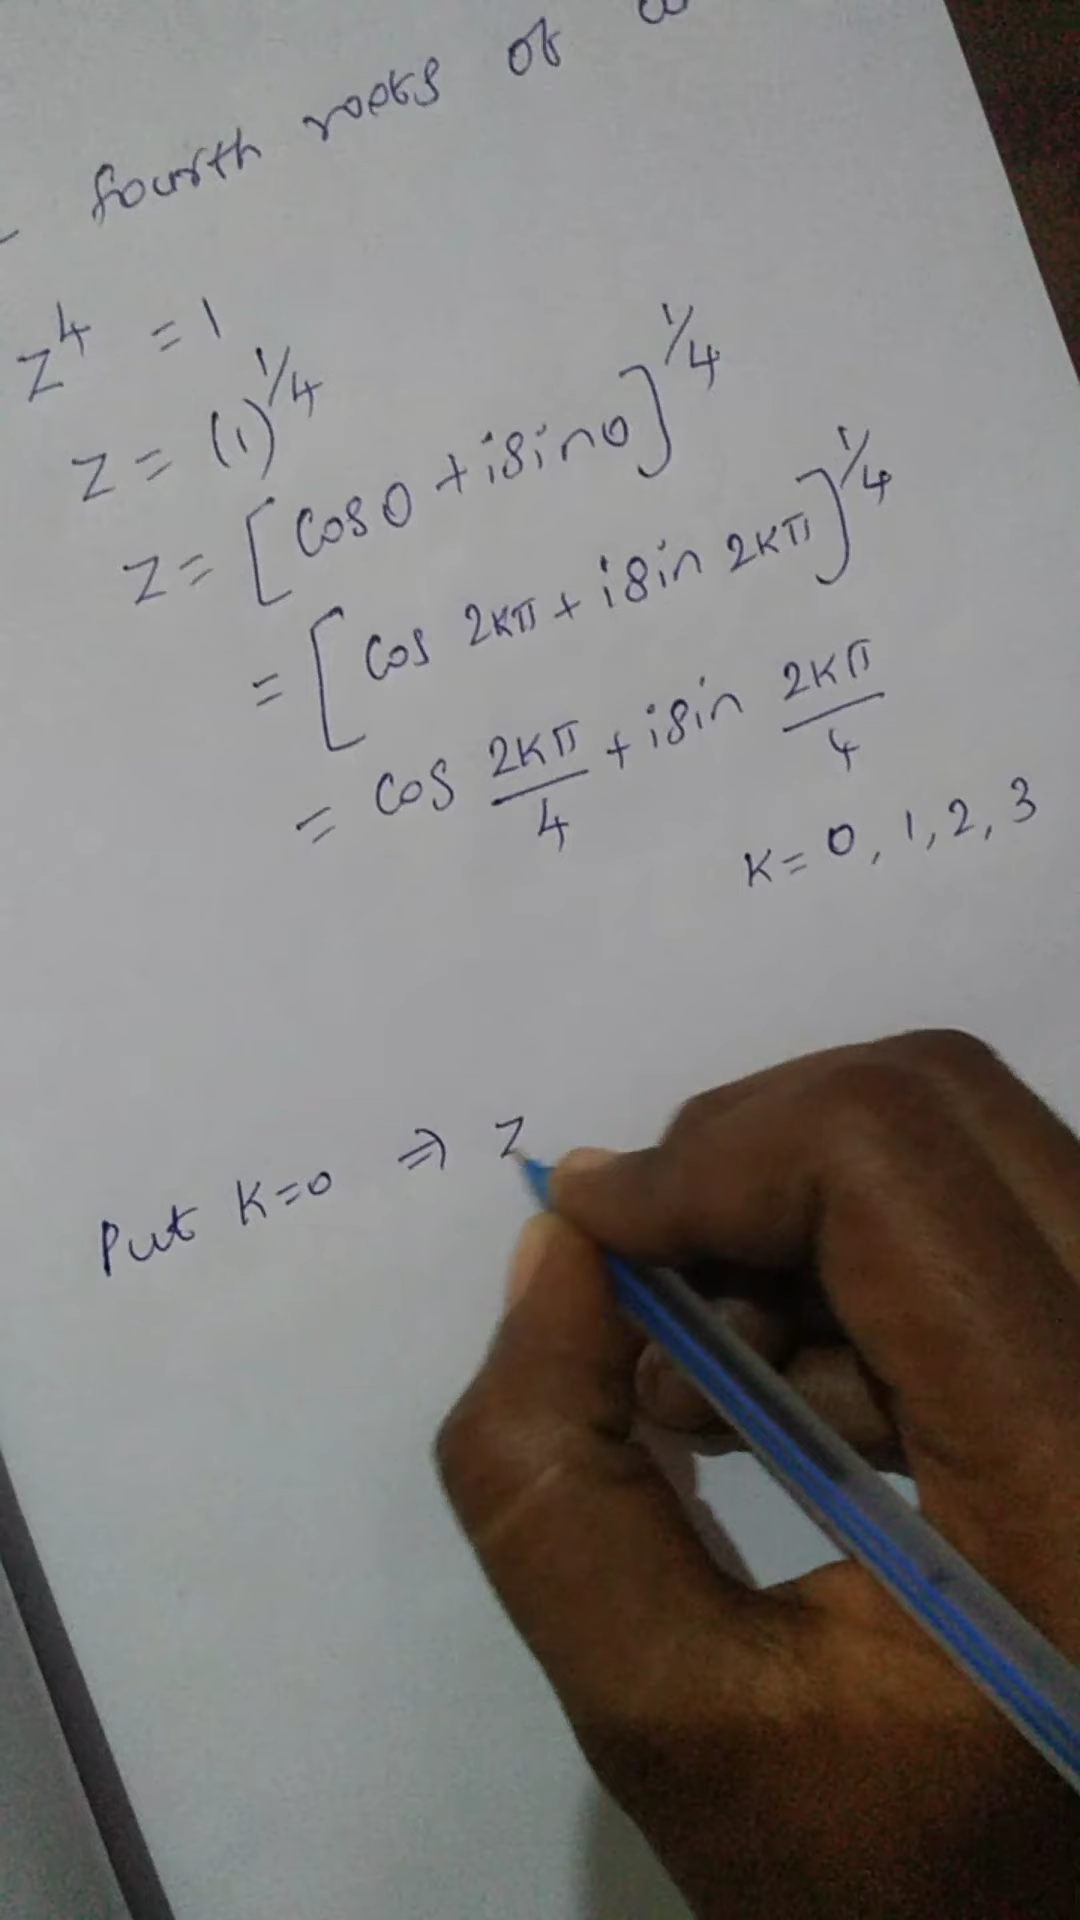 fourth roots of
z⁴ = 1
z = (1)^1/4
z = [cos 0 + i sin 0]^1/4
= [cos 2kπ + i sin 2kπ]^1/4
= cos 2kπ/4 + i sin 2kπ/4
k = 0, 1, 2, 3
Put k=0 ⇒ z